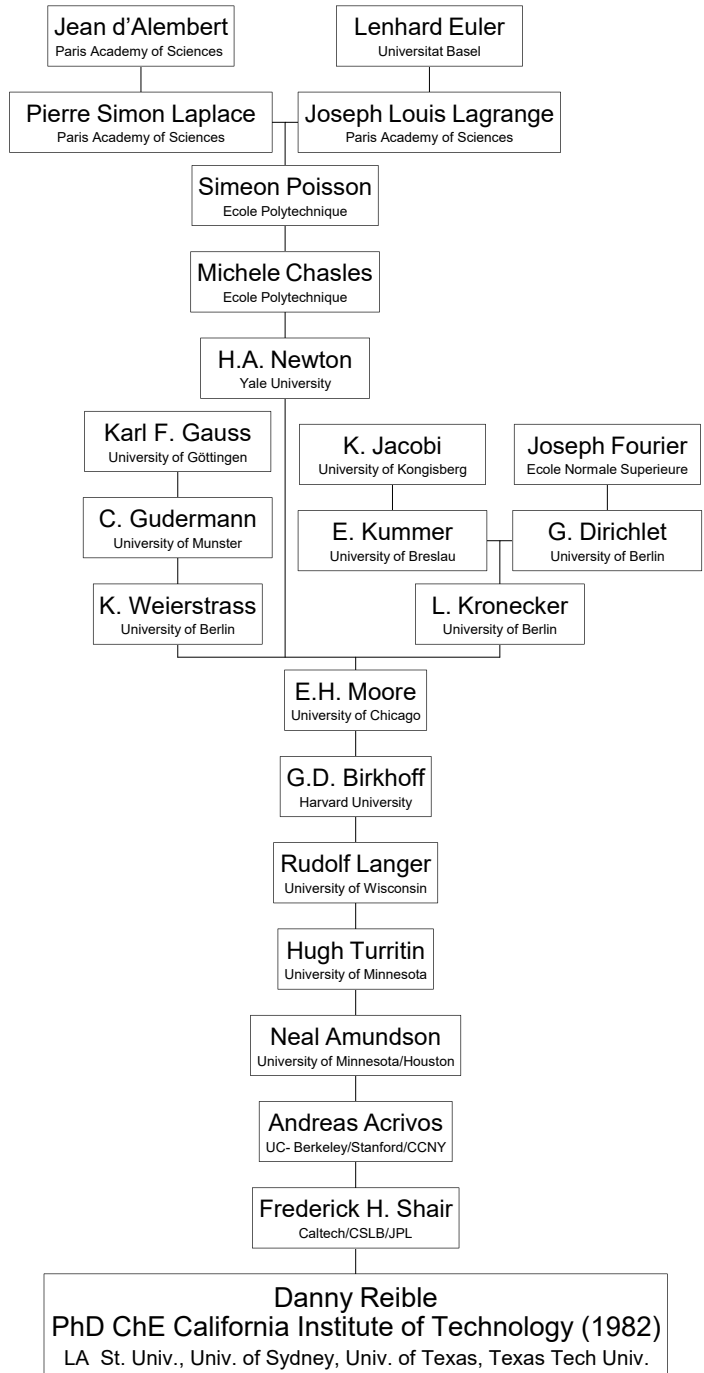 Jean d’Alembert
Paris Academy of Sciences
Lenhard Euler
Universitat Basel
Pierre Simon Laplace
Paris Academy of Sciences
Joseph Louis Lagrange
Paris Academy of Sciences
Simeon Poisson
Ecole Polytechnique
Michele Chasles
Ecole Polytechnique
H.A. Newton
Yale University
Karl F. Gauss
University of Göttingen
K. Jacobi
University of Kongisberg
Joseph Fourier
Ecole Normale Superieure
C. Gudermann
University of Munster
E. Kummer
University of Breslau
G. Dirichlet
University of Berlin
K. Weierstrass
University of Berlin
L. Kronecker
University of Berlin
E.H. Moore
University of Chicago
G.D. Birkhoff
Harvard University
Rudolf Langer
University of Wisconsin
Hugh Turritin
University of Minnesota
Neal Amundson
University of Minnesota/Houston
Andreas Acrivos
UC- Berkeley/Stanford/CCNY
Frederick H. Shair
Caltech/CSLB/JPL
Danny Reible
PhD ChE California Institute of Technology (1982)
LA St. Univ., Univ. of Sydney, Univ. of Texas, Texas Tech Univ.